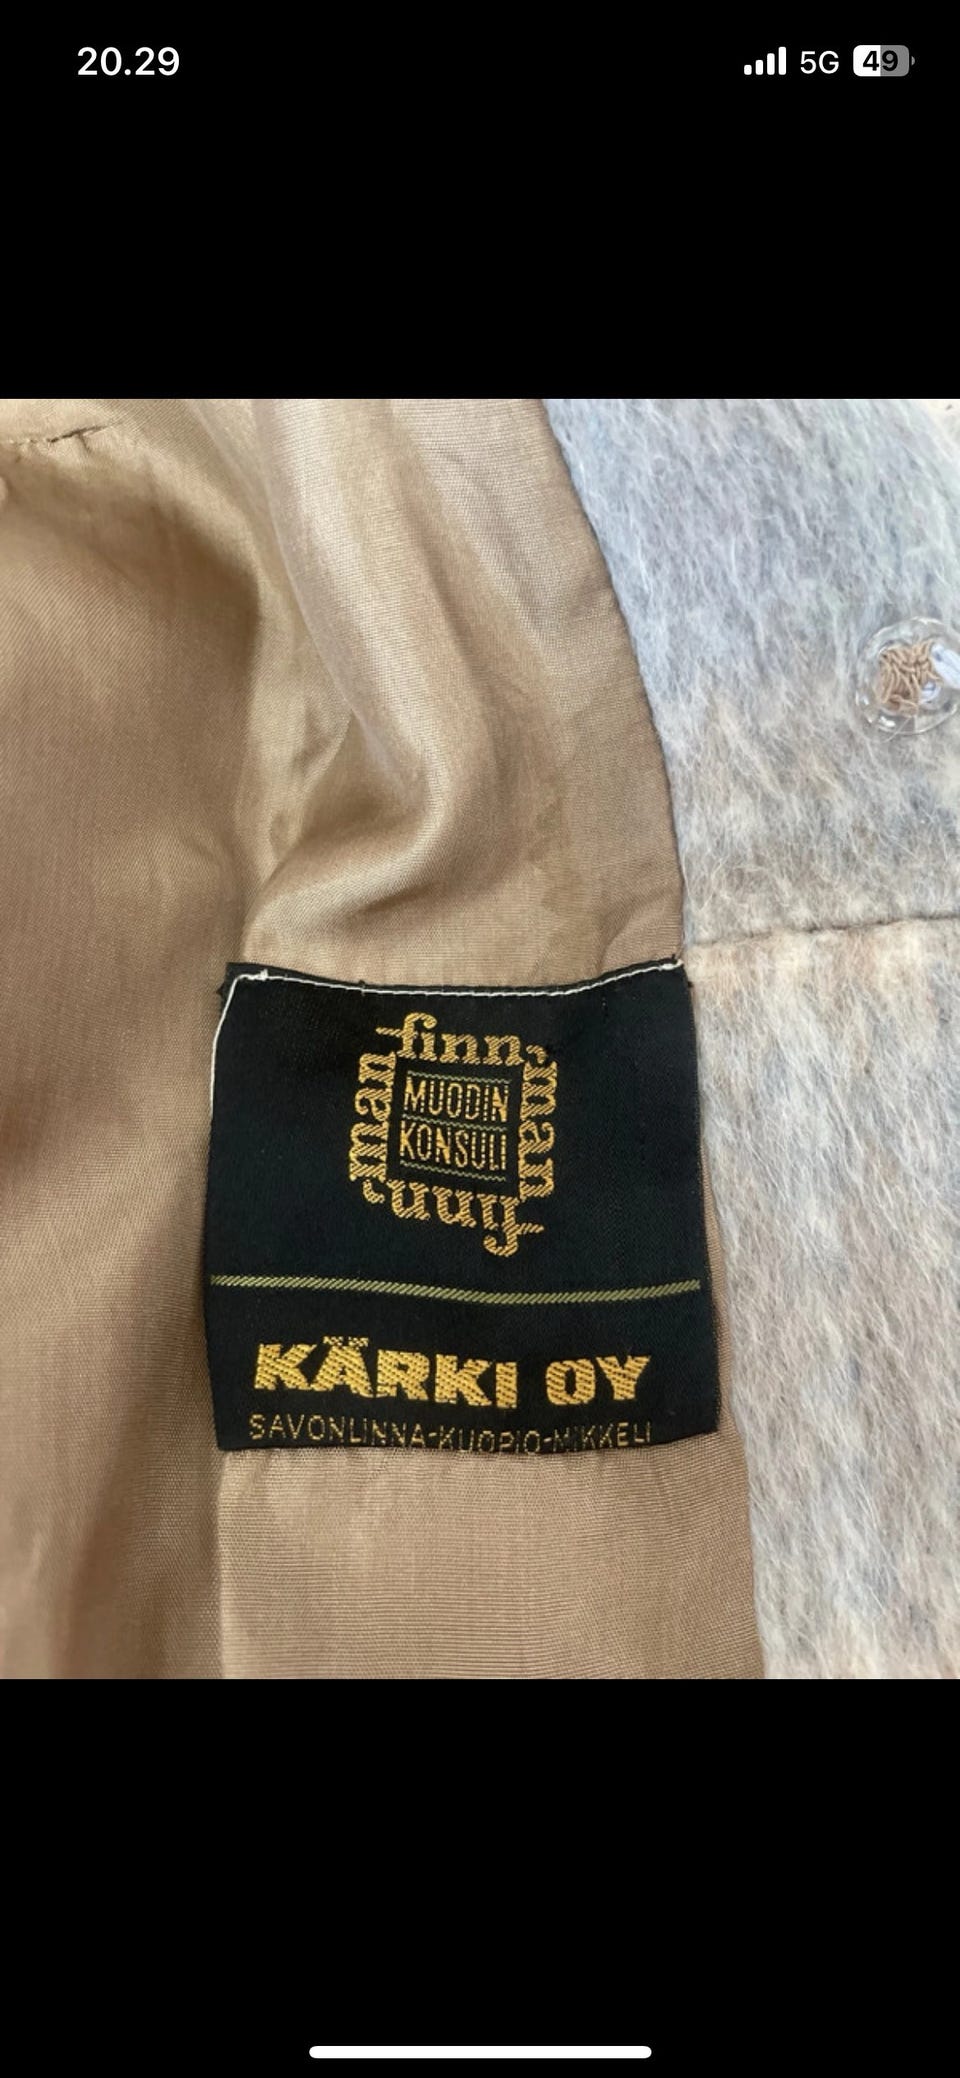 20.29
5G
49
finn
man
man
finn
MUODIN
KONSULI
KÄRKI OY
SAVONLINNA-KUOPIO-MIKKELI